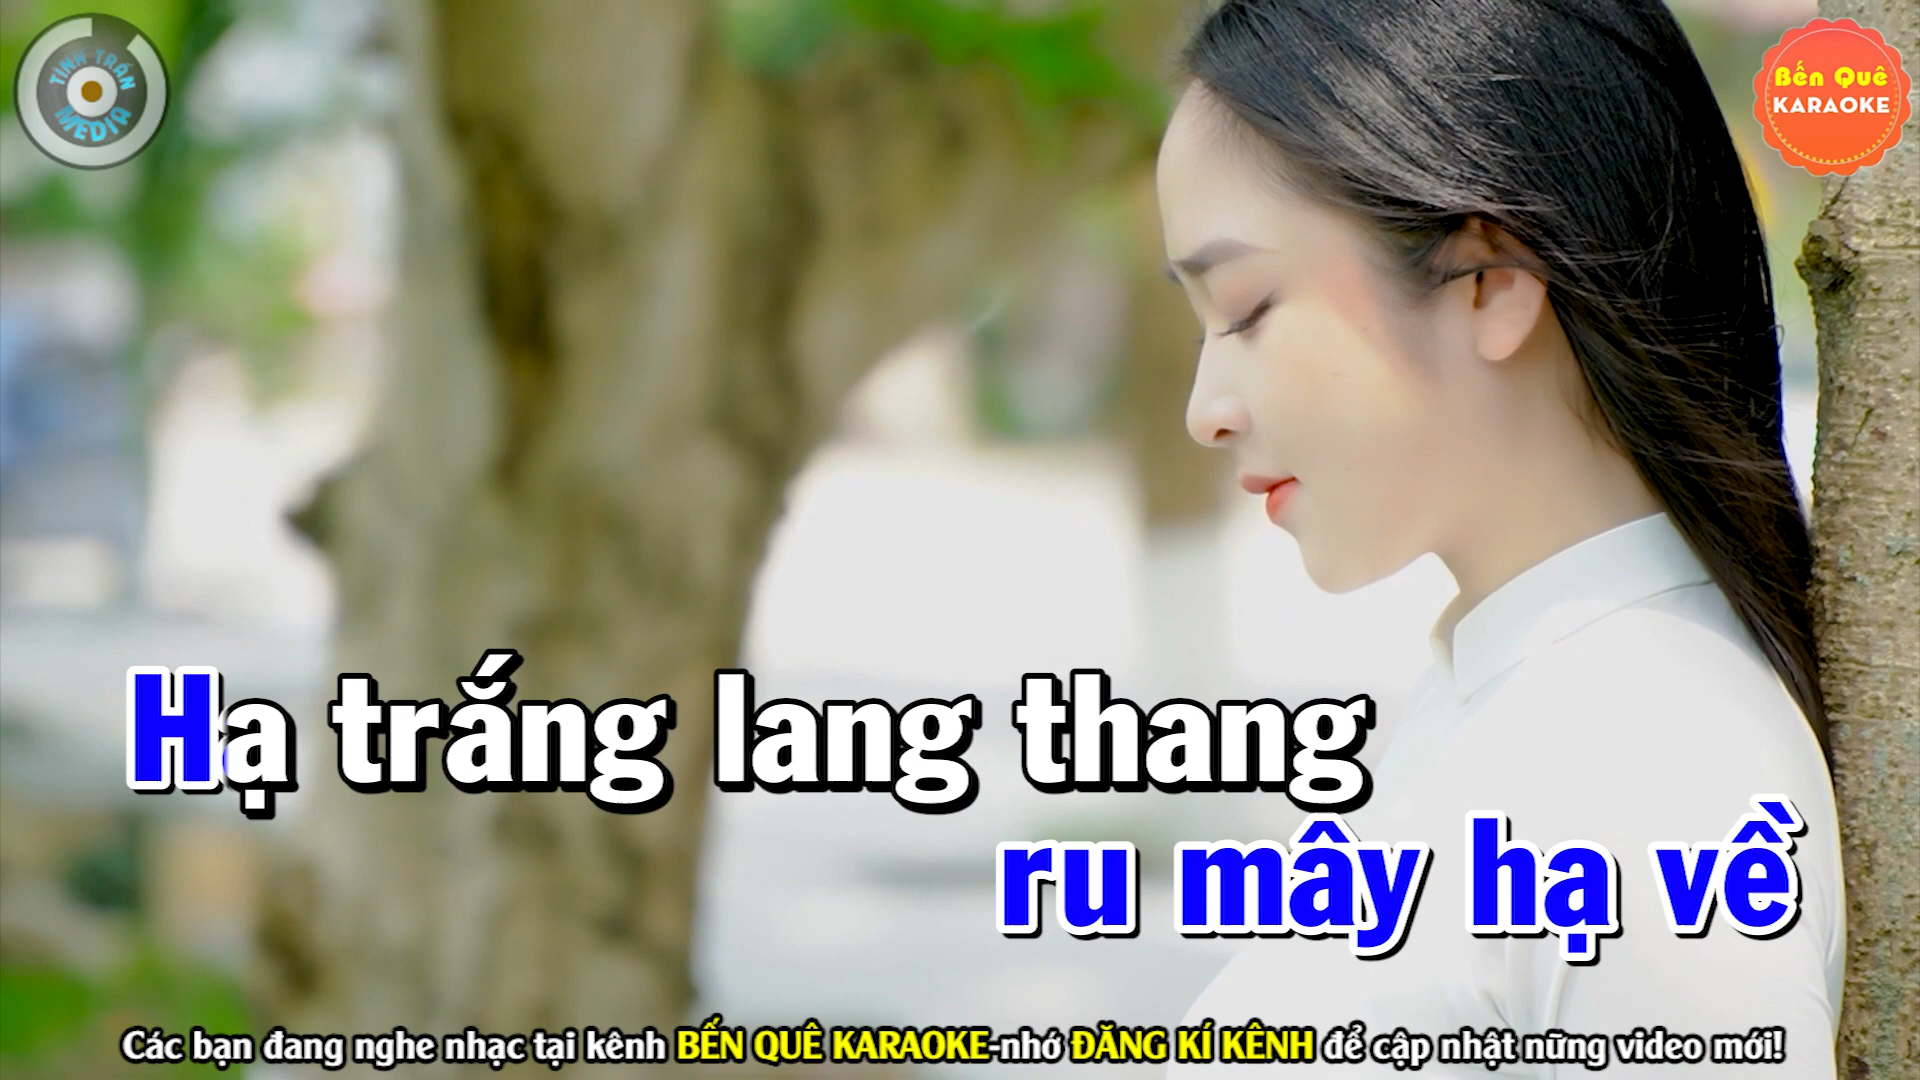 TÌNH TRẦN
MEDIA
Bến Quê
KARAOKE
Hạ trắng lang thang
ru mây hạ về
Các bạn đang nghe nhạc tại kênh BẾN QUÊ KARAOKE-nhớ ĐĂNG KÍ KÊNH để cập nhật nững video mới!